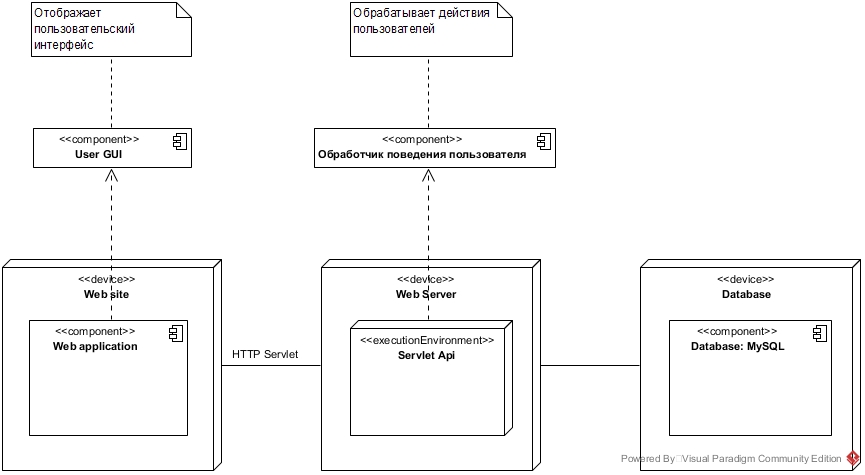 Отображает
пользовательский
интерфейс
Обрабатывает действия
пользователей
<<component>>
User GUI
<<component>>
Обработчик поведения пользователя
<<device>>
Web site
<<component>>
Web application
HTTP Servlet
<<device>>
Web Server
<<executionEnvironment>>
Servlet Api
<<device>>
Database
<<component>>
Database: MySQL
Powered By Visual Paradigm Community Edition